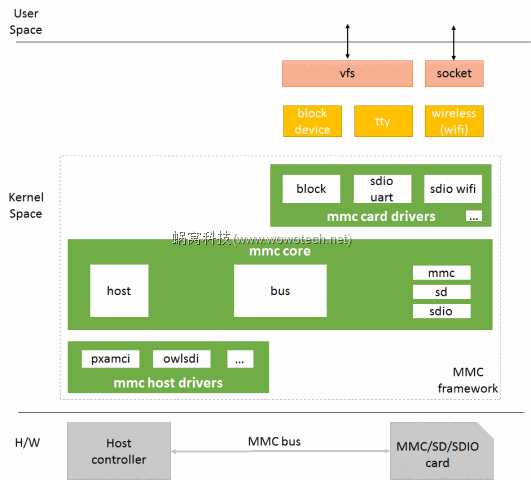 User
Space
vfs
socket
block
device
tty
wireless
(wifi)
Kernel
Space
block
sdio
uart
sdio wifi
mmc card drivers
...
蜗窝科技(www.wowotech.net)
mmc core
host
bus
mmc
sd
sdio
pxamci
owlsdi
...
mmc host drivers
MMC
framework
H/W
Host
controller
MMC bus
MMC/SD/SDIO
card